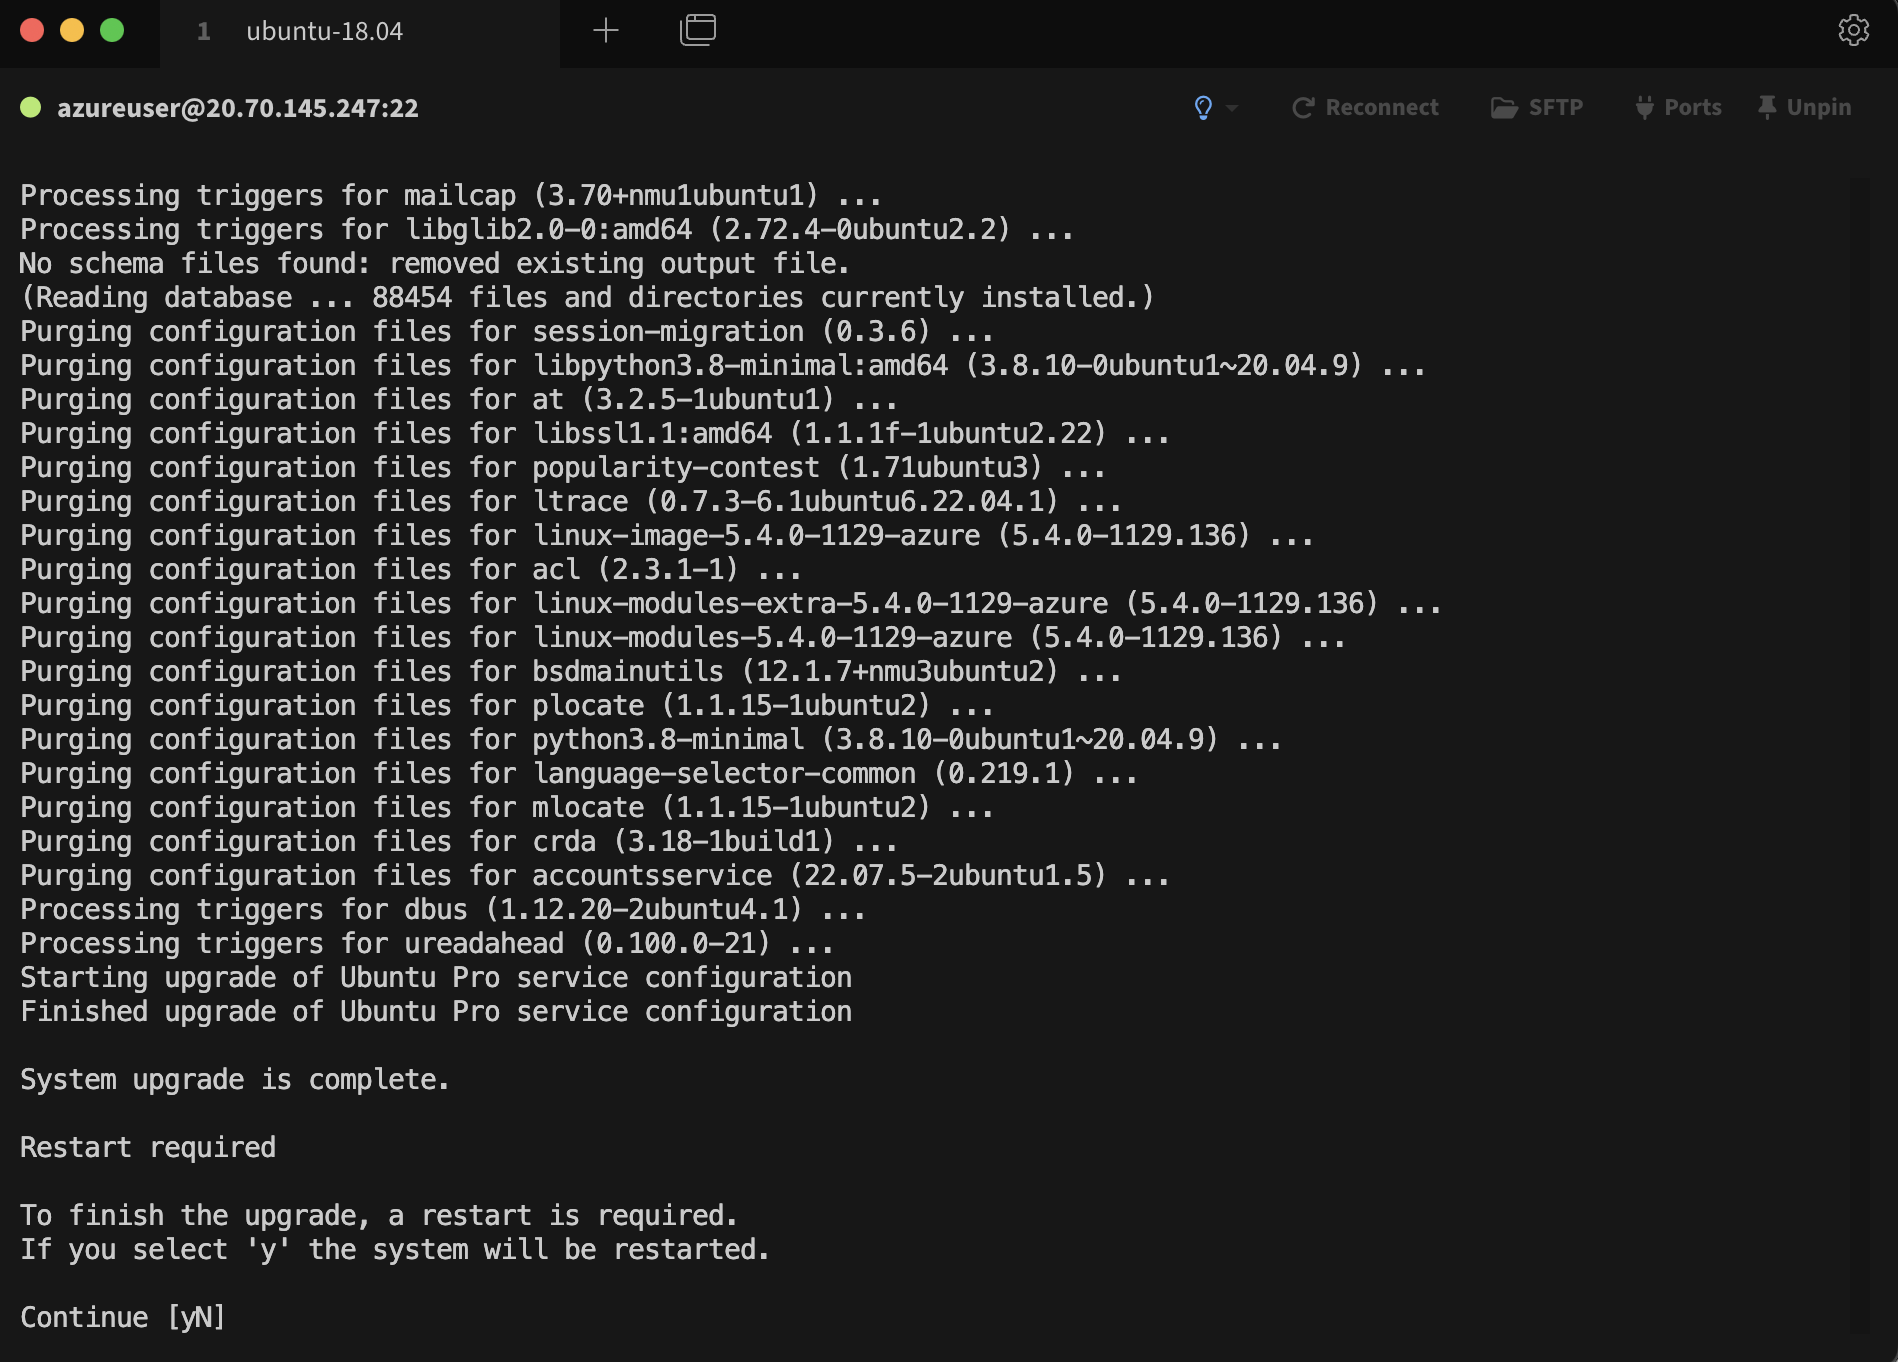 1 ubuntu-18.04
azureuser@20.70.145.247:22 Reconnect SFTP Ports Unpin
Processing triggers for mailcap (3.70+nmu1ubuntu1) ...
Processing triggers for libglib2.0-0:amd64 (2.72.4-0ubuntu2.2) ...
No schema files found: removed existing output file.
(Reading database ... 88454 files and directories currently installed.)
Purging configuration files for session-migration (0.3.6) ...
Purging configuration files for libpython3.8-minimal:amd64 (3.8.10-0ubuntu1~20.04.9) ...
Purging configuration files for at (3.2.5-1ubuntu1) ...
Purging configuration files for libssl1.1:amd64 (1.1.1f-1ubuntu2.22) ...
Purging configuration files for popularity-contest (1.71ubuntu3) ...
Purging configuration files for ltrace (0.7.3-6.1ubuntu6.22.04.1) ...
Purging configuration files for linux-image-5.4.0-1129-azure (5.4.0-1129.136) ...
Purging configuration files for acl (2.3.1-1) ...
Purging configuration files for linux-modules-extra-5.4.0-1129-azure (5.4.0-1129.136) ...
Purging configuration files for linux-modules-5.4.0-1129-azure (5.4.0-1129.136) ...
Purging configuration files for bsdmainutils (12.1.7+nmu3ubuntu2) ...
Purging configuration files for plocate (1.1.15-1ubuntu2) ...
Purging configuration files for python3.8-minimal (3.8.10-0ubuntu1~20.04.9) ...
Purging configuration files for language-selector-common (0.219.1) ...
Purging configuration files for mlocate (1.1.15-1ubuntu2) ...
Purging configuration files for crda (3.18-1build1) ...
Purging configuration files for accountsservice (22.07.5-2ubuntu1.5) ...
Processing triggers for dbus (1.12.20-2ubuntu4.1) ...
Processing triggers for ureadahead (0.100.0-21) ...
Starting upgrade of Ubuntu Pro service configuration
Finished upgrade of Ubuntu Pro service configuration
System upgrade is complete.
Restart required
To finish the upgrade, a restart is required.
If you select 'y' the system will be restarted.
Continue [yN]